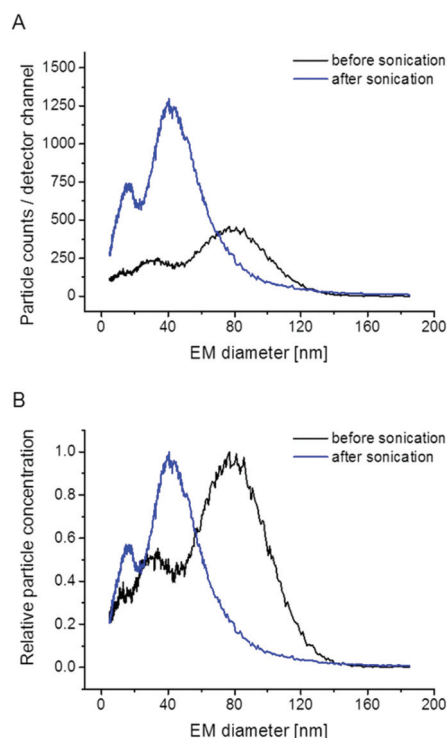 A
before sonication
after sonication
1500
1250
1000
750
500
250
0
Particle counts / detector channel
0 40 80 120 160 200
EM diameter [nm]
B
before sonication
after sonication
1.0
0.8
0.6
0.4
0.2
0.0
Relative particle concentration
0 40 80 120 160 200
EM diameter [nm]